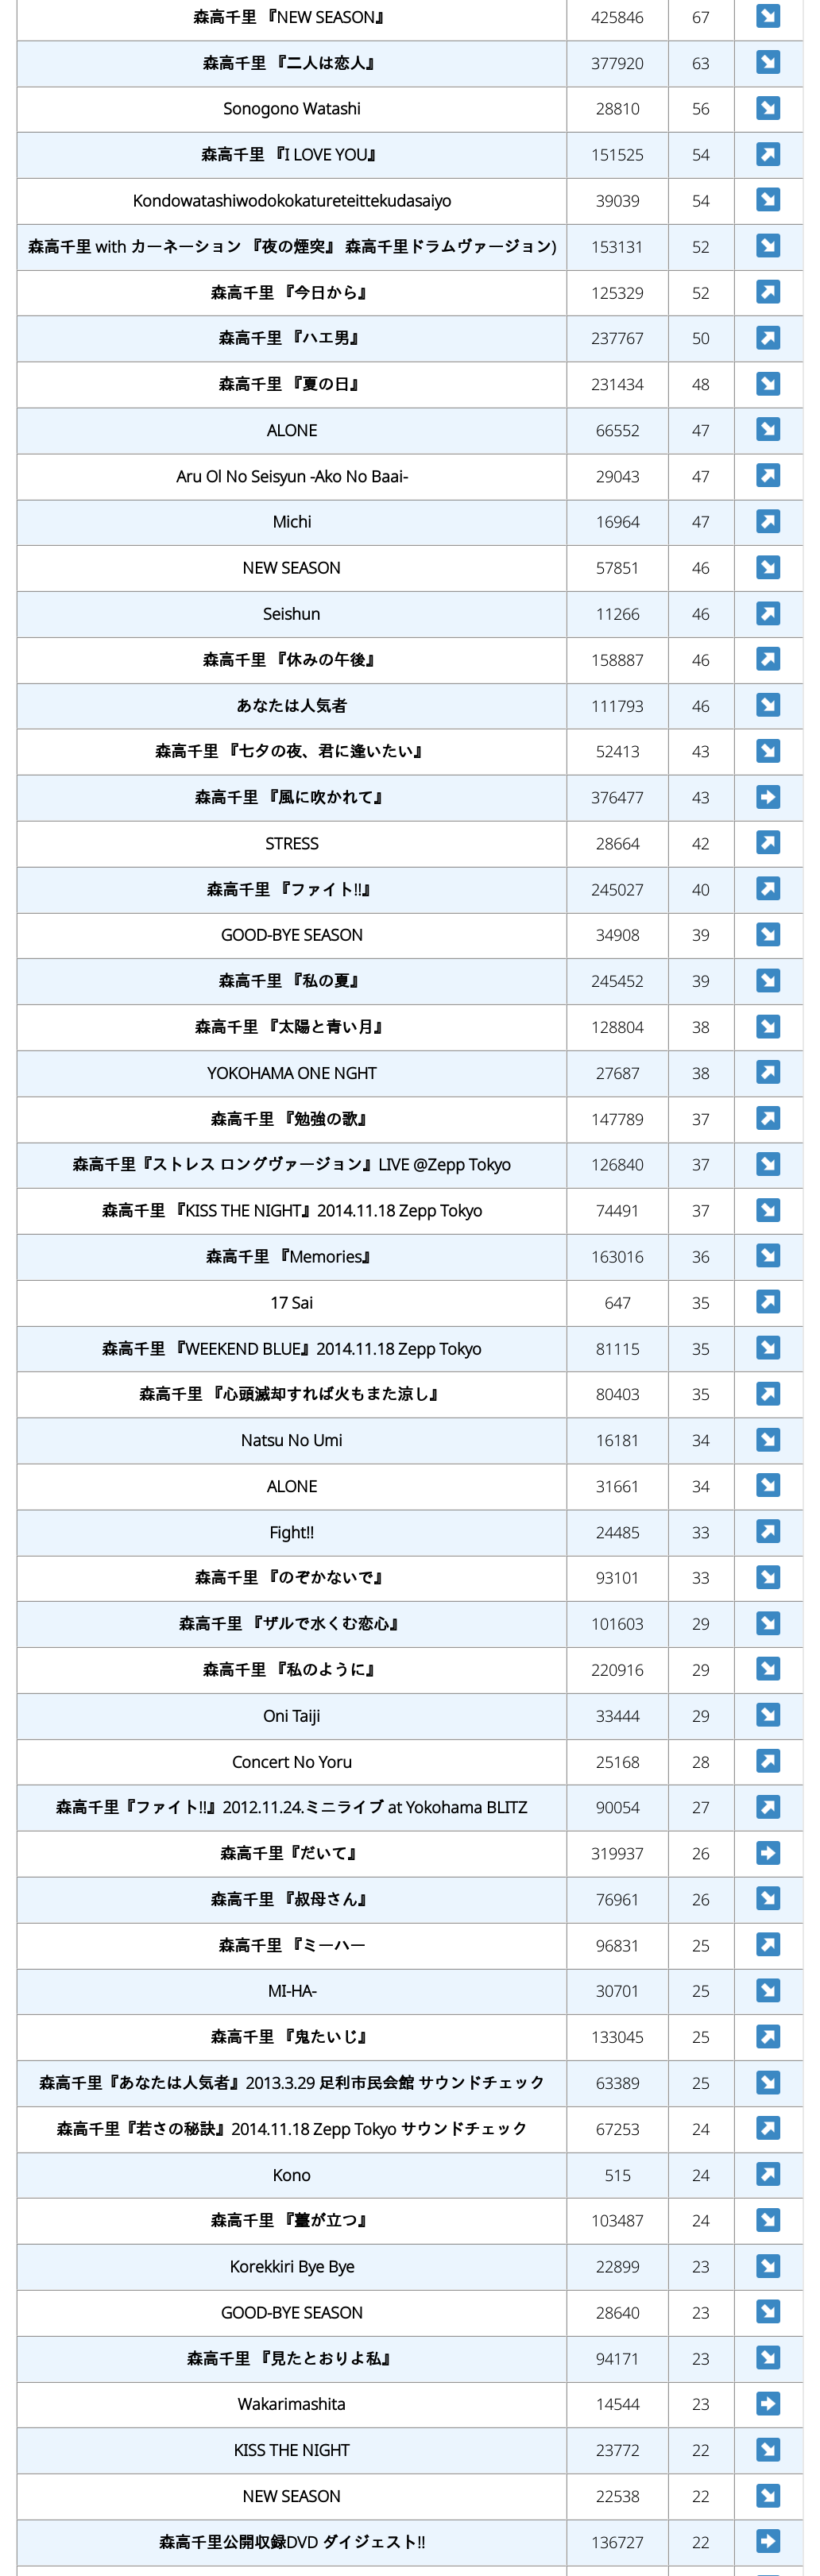 森高千里 『NEW SEASON』 425846 67
森高千里 『二人は恋人』 377920 63
Sonogono Watashi 28810 56
森高千里 『I LOVE YOU』 151525 54
Kondowatashiwodokokatureteittekudasaiyo 39039 54
森高千里 with カーネーション 『夜の煙突』 森高千里ドラムヴァージョン) 153131 52
森高千里 『今日から』 125329 52
森高千里 『ハエ男』 237767 50
森高千里 『夏の日』 231434 48
ALONE 66552 47
Aru Ol No Seisyun -Ako No Baai- 29043 47
Michi 16964 47
NEW SEASON 57851 46
Seishun 11266 46
森高千里 『休みの午後』 158887 46
あなたは人気者 111793 46
森高千里 『七夕の夜、君に逢いたい』 52413 43
森高千里 『風に吹かれて』 376477 43
STRESS 28664 42
森高千里 『ファイト!!』 245027 40
GOOD-BYE SEASON 34908 39
森高千里 『私の夏』 245452 39
森高千里 『太陽と青い月』 128804 38
YOKOHAMA ONE NGHT 27687 38
森高千里 『勉強の歌』 147789 37
森高千里『ストレス ロングヴァージョン』LIVE @Zepp Tokyo 126840 37
森高千里 『KISS THE NIGHT』2014.11.18 Zepp Tokyo 74491 37
森高千里 『Memories』 163016 36
17 Sai 647 35
森高千里 『WEEKEND BLUE』2014.11.18 Zepp Tokyo 81115 35
森高千里 『心頭滅却すれば火もまた涼し』 80403 35
Natsu No Umi 16181 34
ALONE 31661 34
Fight!! 24485 33
森高千里 『のぞかないで』 93101 33
森高千里 『ザルで水くむ恋心』 101603 29
森高千里 『私のように』 220916 29
Oni Taiji 33444 29
Concert No Yoru 25168 28
森高千里『ファイト!!』2012.11.24.ミニライブ at Yokohama BLITZ 90054 27
森高千里『だいて』 319937 26
森高千里 『叔母さん』 76961 26
森高千里 『ミーハー 96831 25
MI-HA- 30701 25
森高千里 『鬼たいじ』 133045 25
森高千里『あなたは人気者』2013.3.29 足利市民会館 サウンドチェック 63389 25
森高千里『若さの秘訣』2014.11.18 Zepp Tokyo サウンドチェック 67253 24
Kono 515 24
森高千里 『薹が立つ』 103487 24
Korekkiri Bye Bye 22899 23
GOOD-BYE SEASON 28640 23
森高千里 『見たとおりよ私』 94171 23
Wakarimashita 14544 23
KISS THE NIGHT 23772 22
NEW SEASON 22538 22
森高千里公開収録DVD ダイジェスト!! 136727 22